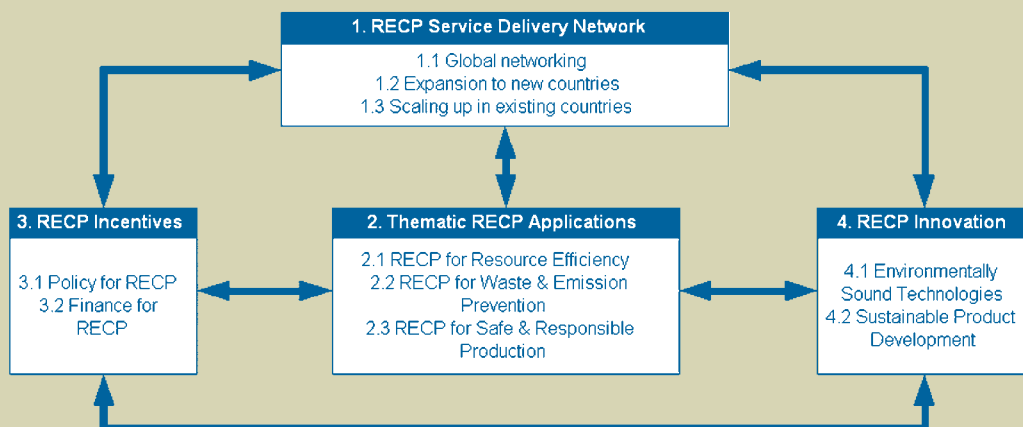 1. RECP Service Delivery Network
1.1 Global networking
1.2 Expansion to new countries
1.3 Scaling up in existing countries
3. RECP Incentives
3.1 Policy for RECP
3.2 Finance for
RECP
2. Thematic RECP Applications
2.1 RECP for Resource Efficiency
2.2 RECP for Waste & Emission
Prevention
2.3 RECP for Safe & Responsible
Production
4. RECP Innovation
4.1 Environmentally
Sound Technologies
4.2 Sustainable Product
Development